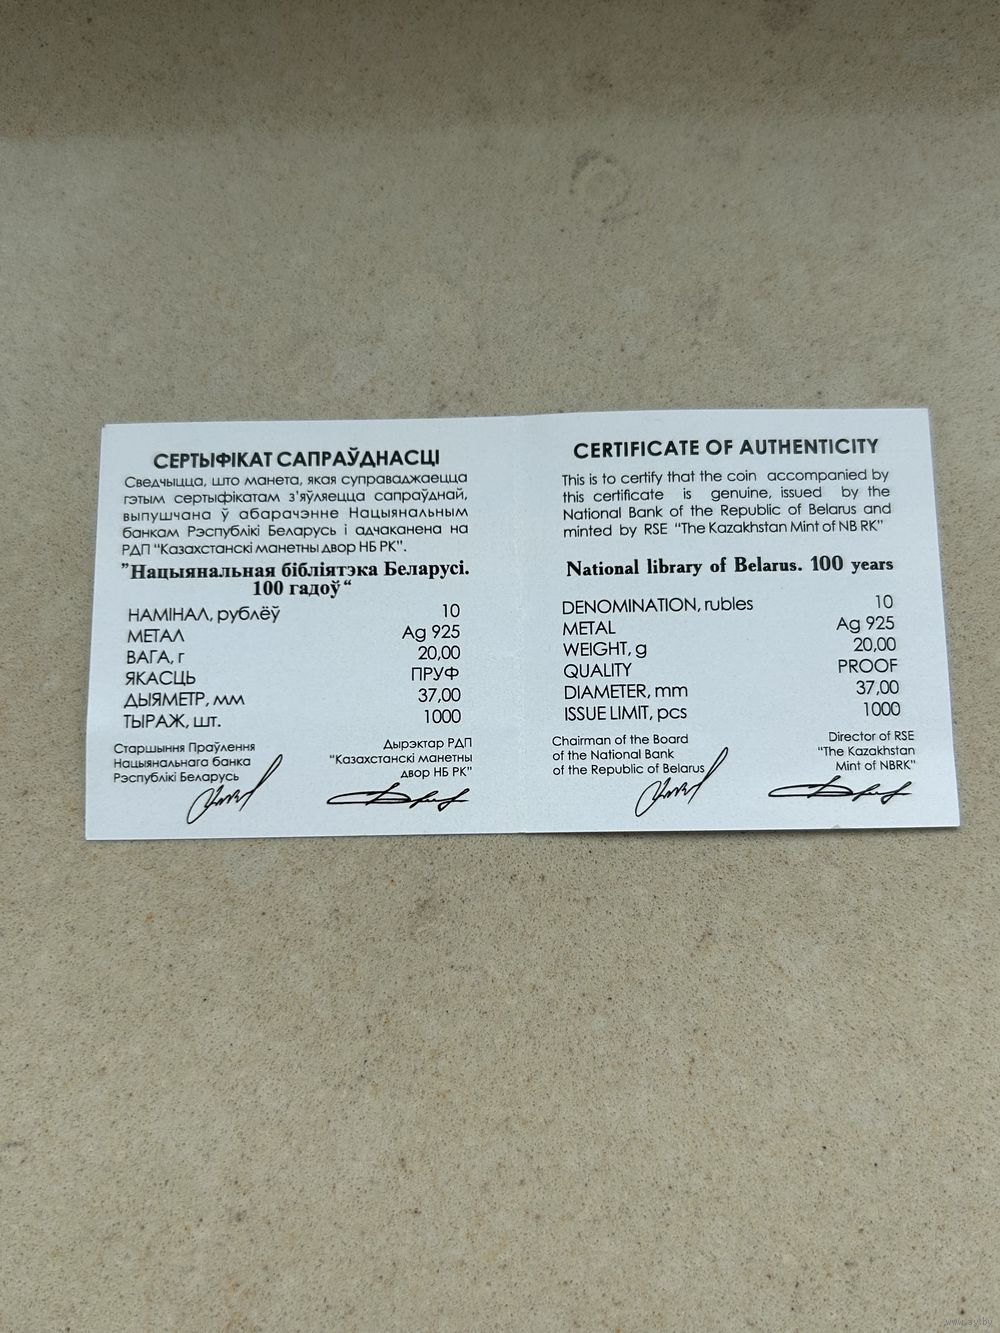 СЕРТЫФІКАТ САПРАЎДНАСЦІ
Сведчыцца, што манета, якая суправаджаецца
гэтым сертыфікатам з'яўляецца сапраўднай,
выпушчана ў абарачэнне Нацыянальным
банкам Рэспублікі Беларусь і адчаканена на
РДП "Казахстанскі манетны двор НБ РК".
"Нацыянальная бібліятэка Беларусі.
100 гадоў"
НАМІНАЛ, рублёў 10
МЕТАЛ Ag 925
ВАГА, г 20,00
ЯКАСЦЬ ПРУФ
ДЫЯМЕТР, мм 37,00
ТЫРАЖ, шт. 1000
Старшыння Праўлення
Нацыянальнага банка
Рэспублікі Беларусь
Дырэктар РДП
"Казахстанскі манетны
двор НБ РК"
CERTIFICATE OF AUTHENTICITY
This is to certify that the coin accompanied by
this certificate is genuine, issued by the
National Bank of the Republic of Belarus and
minted by RSE "The Kazakhstan Mint of NB RK"
National library of Belarus. 100 years
DENOMINATION, rubles 10
METAL Ag 925
WEIGHT, g 20,00
QUALITY PROOF
DIAMETER, mm 37,00
ISSUE LIMIT, pcs 1000
Chairman of the Board
of the National Bank
of the Republic of Belarus
Director of RSE
"The Kazakhstan
Mint of NBRK"
www.ay.by